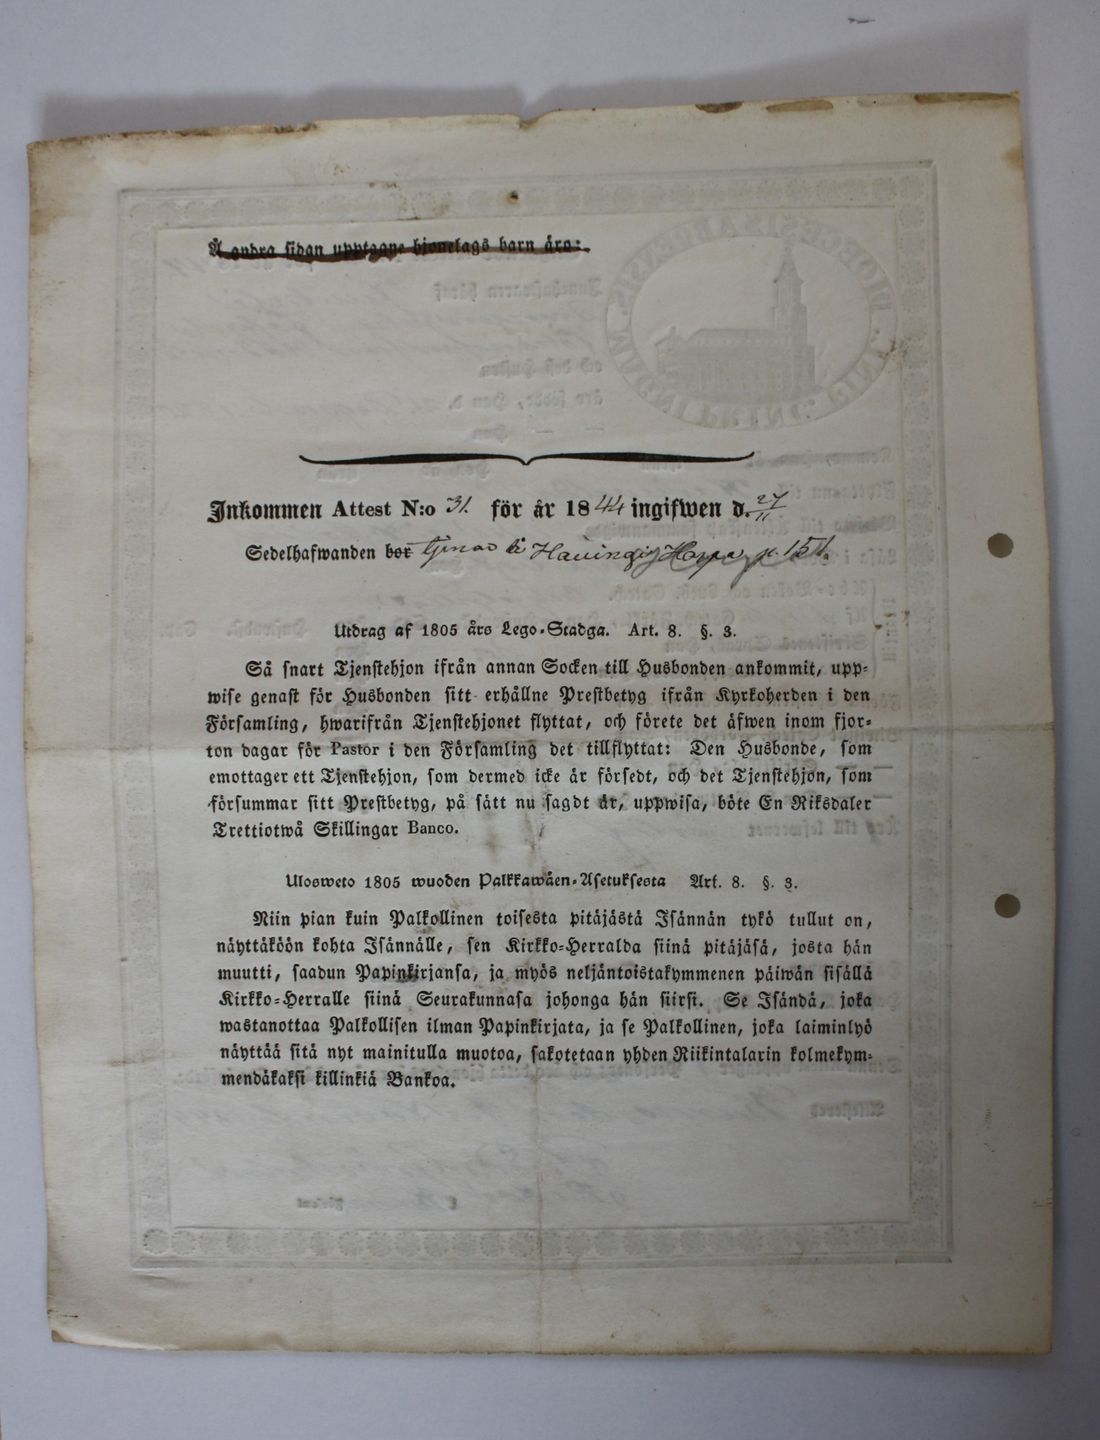 Å andra sidan upptagne hjonelags barn äro:
Inkommen Attest N:o 31. för år 1844 ingifwen d. 27/11
Sedelhafwanden bor tjenar å
Utdrag af 1805 års Lego-Stadga. Art. 8. §. 3.
Så snart Tjenstehjon ifrån annan Socken till Husbonden ankommit, upp-
wise genast för Husbonden sitt erhållne Prestbetyg ifrån Kyrkoherden i den
Församling, hwarifrån Tjenstehjonet flyttat, och förete det äfwen inom fjor-
ton dagar för Pastor i den Församling det tillflyttat: Den Husbonde, som
emottager ett Tjenstehjon, som dermed icke är försedt, och det Tjenstehjon, som
försummar sitt Prestbetyg, på sätt nu sagdt är, uppwisa, böte En Riksdaler
Trettiotwå Skillingar Banco.
Ulosweto 1805 wuoden Palkkawäen-Asetuksesta Art. 8. §. 3.
Niin pian kuin Palkollinen toisesta pitäjästä Isännän tykö tullut on,
näyttäköön kohta Isännälle, sen Kirkko-Herralda siinä pitäjäsä, josta hän
muutti, saadun Papinkirjansa, ja myös neljäntoistakymmenen päiwän sisällä
Kirkko-Herralle siinä Seurakunnasa johonga hän siirsi. Se Isändä, joka
wastanottaa Palkollisen ilman Papinkirjata, ja se Palkollinen, joka laiminlyö
näyttää sitä nyt mainitulla muotoa, sakotetaan yhden Riikintalarin kolmekym-
mendäkaksi killinkiä Bankoa.